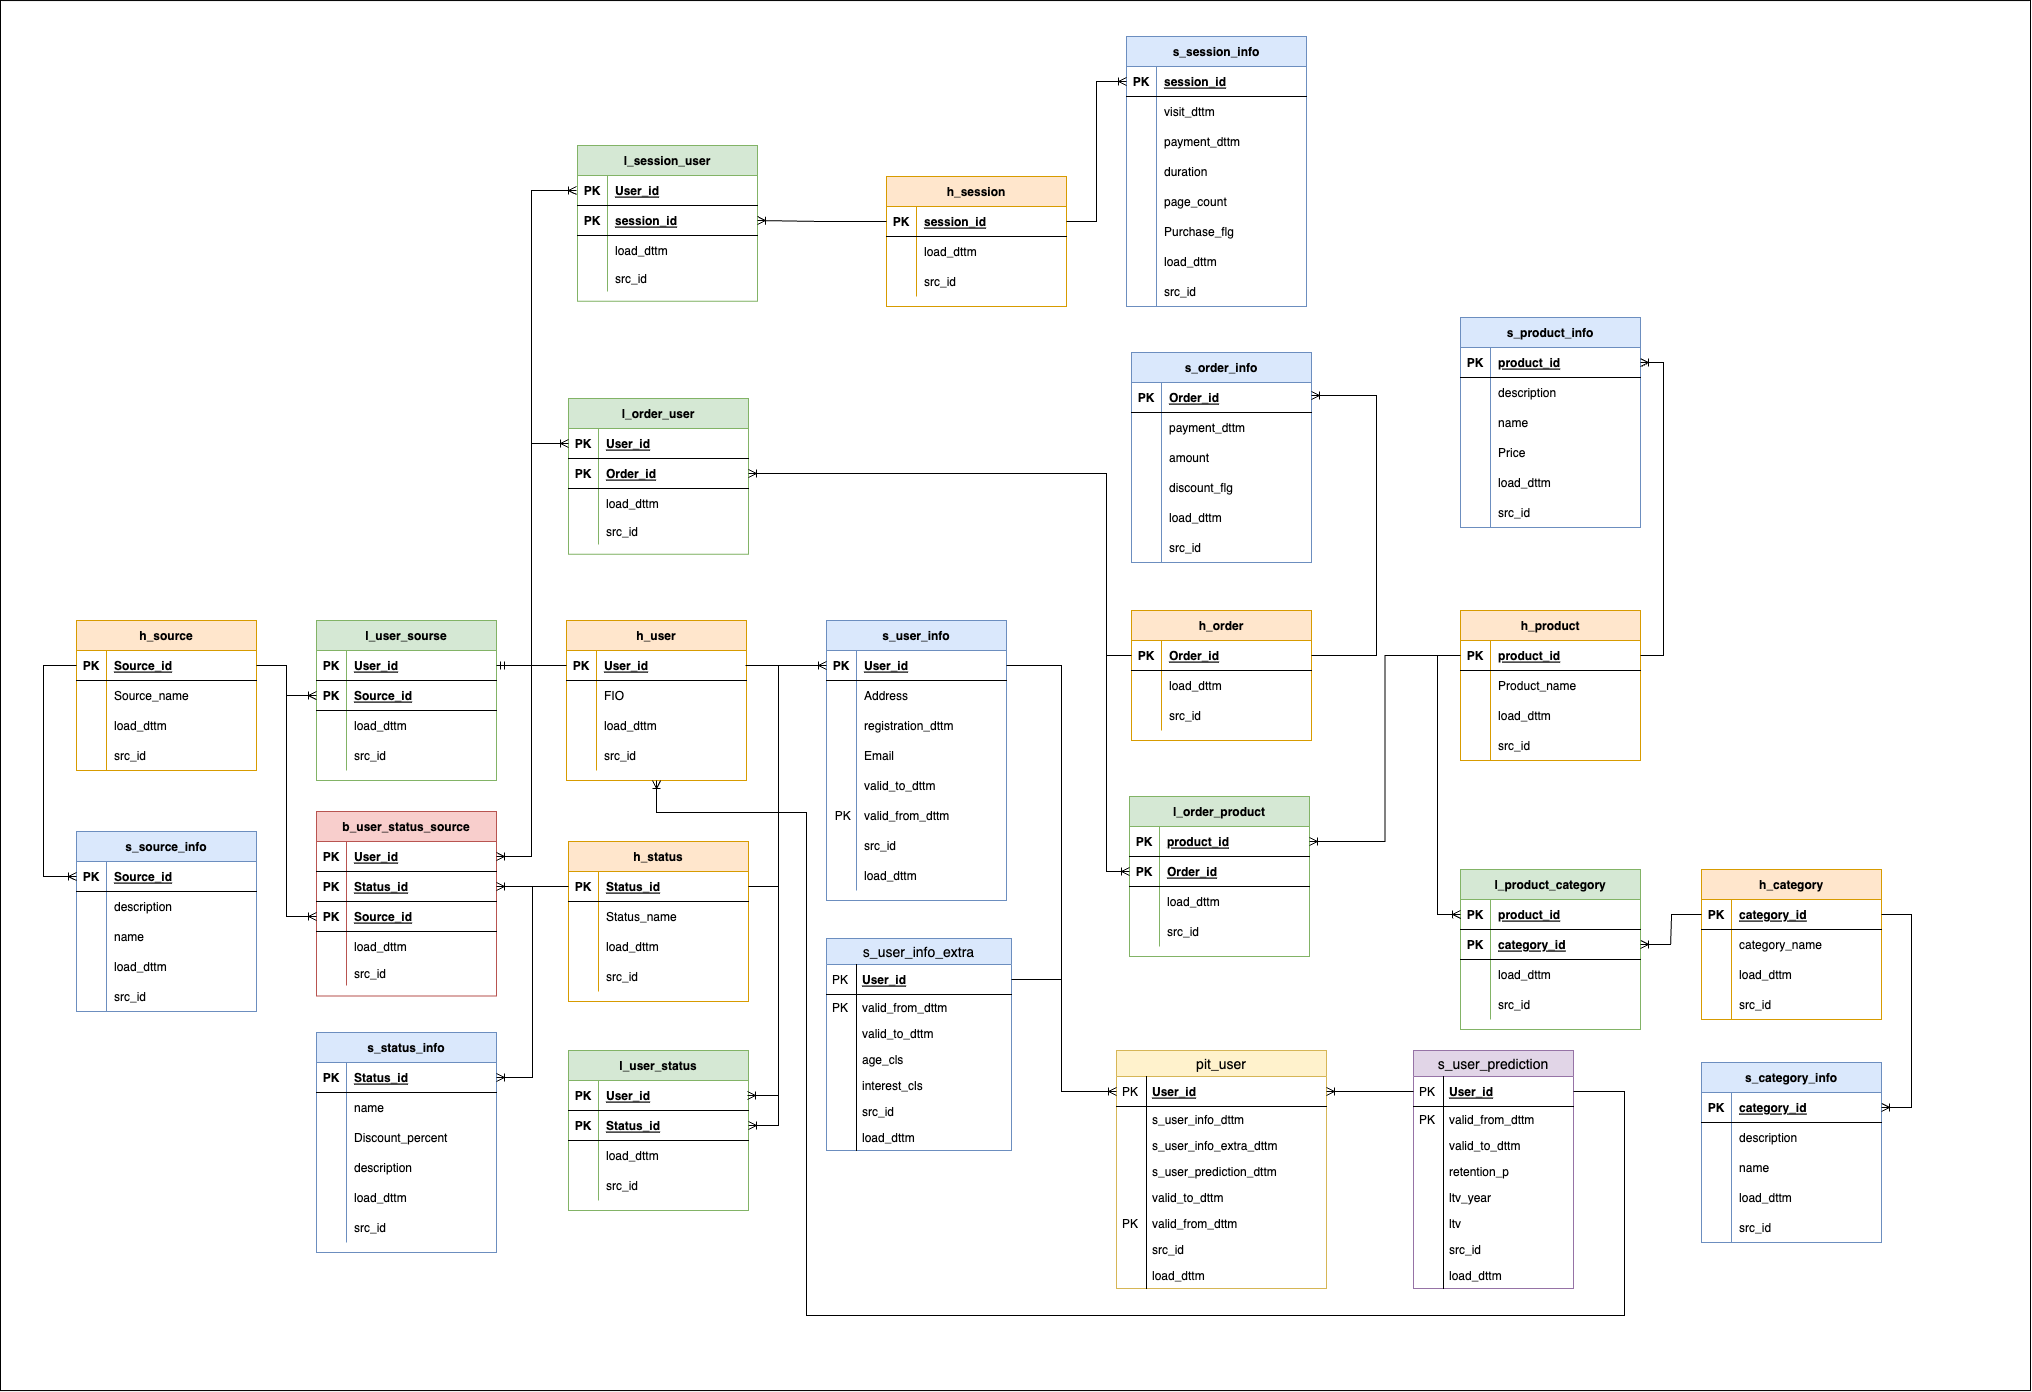 s_session_info
PK session_id
visit_dttm
payment_dttm
duration
page_count
Purchase_flg
load_dttm
src_id
l_session_user
PK User_id
PK session_id
load_dttm
src_id
h_session
PK session_id
load_dttm
src_id
s_product_info
PK product_id
description
name
Price
load_dttm
src_id
s_order_info
PK Order_id
payment_dttm
amount
discount_flg
load_dttm
src_id
l_order_user
PK User_id
PK Order_id
load_dttm
src_id
h_source
PK Source_id
Source_name
load_dttm
src_id
l_user_sourse
PK User_id
PK Source_id
load_dttm
src_id
h_user
PK User_id
FIO
load_dttm
src_id
s_user_info
PK User_id
Address
registration_dttm
Email
valid_to_dttm
PK valid_from_dttm
src_id
load_dttm
h_order
PK Order_id
load_dttm
src_id
h_product
PK product_id
Product_name
load_dttm
src_id
s_source_info
PK Source_id
description
name
load_dttm
src_id
b_user_status_source
PK User_id
PK Status_id
PK Source_id
load_dttm
src_id
h_status
PK Status_id
Status_name
load_dttm
src_id
l_order_product
PK product_id
PK Order_id
load_dttm
src_id
l_product_category
PK product_id
PK category_id
load_dttm
src_id
h_category
PK category_id
category_name
load_dttm
src_id
s_user_info_extra
PK User_id
PK valid_from_dttm
valid_to_dttm
age_cls
interest_cls
src_id
load_dttm
s_status_info
PK Status_id
name
Discount_percent
description
load_dttm
src_id
l_user_status
PK User_id
PK Status_id
load_dttm
src_id
pit_user
PK User_id
s_user_info_dttm
s_user_info_extra_dttm
s_user_prediction_dttm
valid_to_dttm
PK valid_from_dttm
src_id
load_dttm
s_user_prediction
PK User_id
PK valid_from_dttm
valid_to_dttm
retention_p
ltv_year
ltv
src_id
load_dttm
s_category_info
PK category_id
description
name
load_dttm
src_id